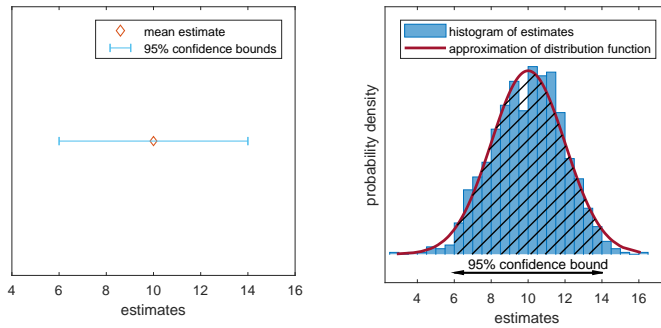 mean estimate
95% confidence bounds
4 6 8 10 12 14 16
estimates
histogram of estimates
approximation of distribution function
probability density
95% confidence bound
4 6 8 10 12 14 16
estimates